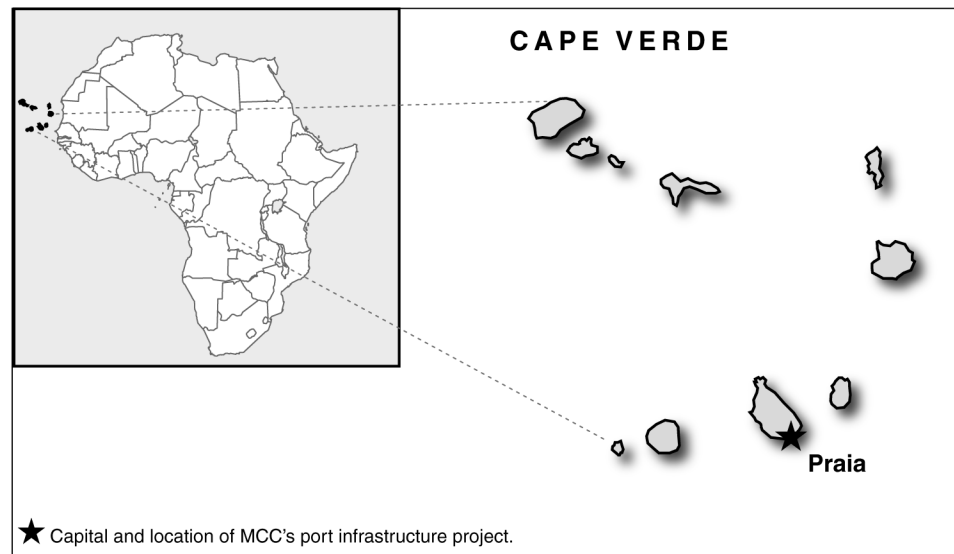 CAPE VERDE
Praia
Capital and location of MCC's port infrastructure project.